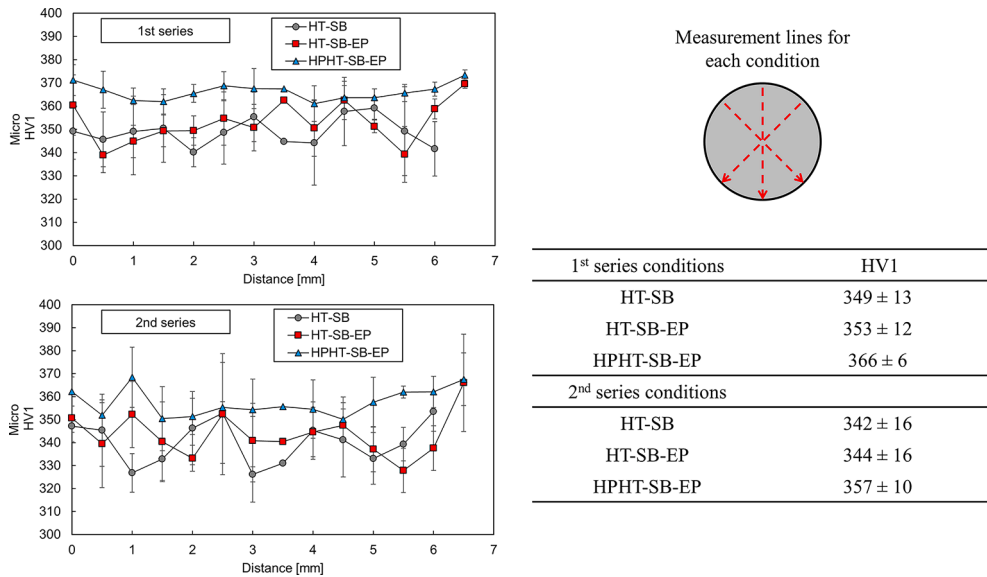 1st series
HT-SB
HT-SB-EP
HPHT-SB-EP
Micro
HV1
400
390
380
370
360
350
340
330
320
310
300
0 1 2 3 4 5 6 7
Distance [mm]
2nd series
HT-SB
HT-SB-EP
HPHT-SB-EP
Micro
HV1
400
390
380
370
360
350
340
330
320
310
300
0 1 2 3 4 5 6 7
Distance [mm]
Measurement lines for
each condition
1st series conditions HV1
HT-SB 349 ± 13
HT-SB-EP 353 ± 12
HPHT-SB-EP 366 ± 6
2nd series conditions
HT-SB 342 ± 16
HT-SB-EP 344 ± 16
HPHT-SB-EP 357 ± 10